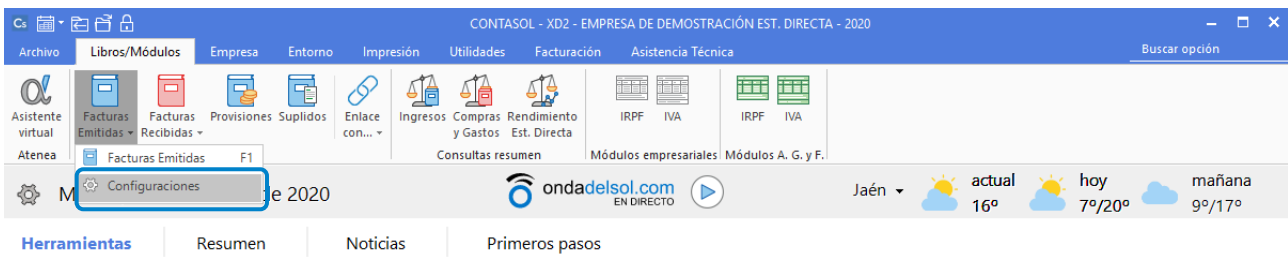 Cs CONTASOL - XD2 - EMPRESA DE DEMOSTRACIÓN EST. DIRECTA - 2020
Archivo Libros/Módulos Empresa Entorno Impresión Utilidades Facturación Asistencia Técnica Buscar opción
Asistente virtual
Facturas Emitidas
Facturas Recibidas
Provisiones
Suplidos
Enlace con...
Ingresos
Compras y Gastos
Rendimiento Est. Directa
IRPF
IVA
IRPF
IVA
Atenea
Consultas resumen
Módulos empresariales
Módulos A. G. y F.
Facturas Emitidas F1
Configuraciones
M
de 2020
ondadelsol.com
EN DIRECTO
Jaén
actual
16º
hoy
7º/20º
mañana
9º/17º
Herramientas Resumen Noticias Primeros pasos